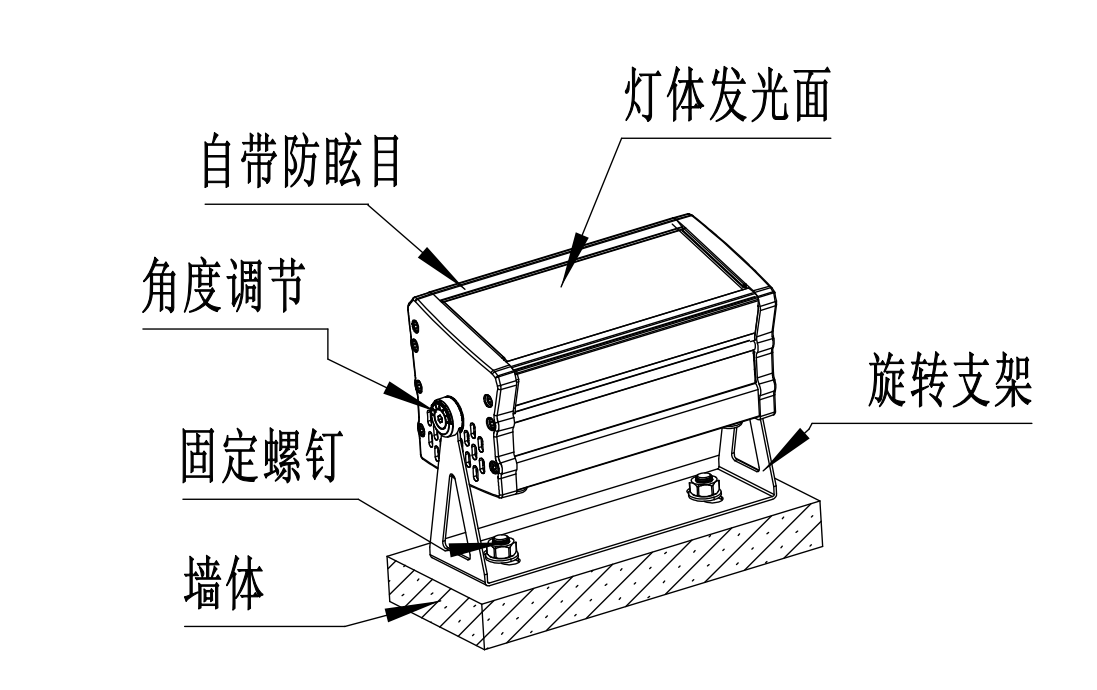 灯体发光面
自带防眩目
角度调节
旋转支架
固定螺钉
墙体